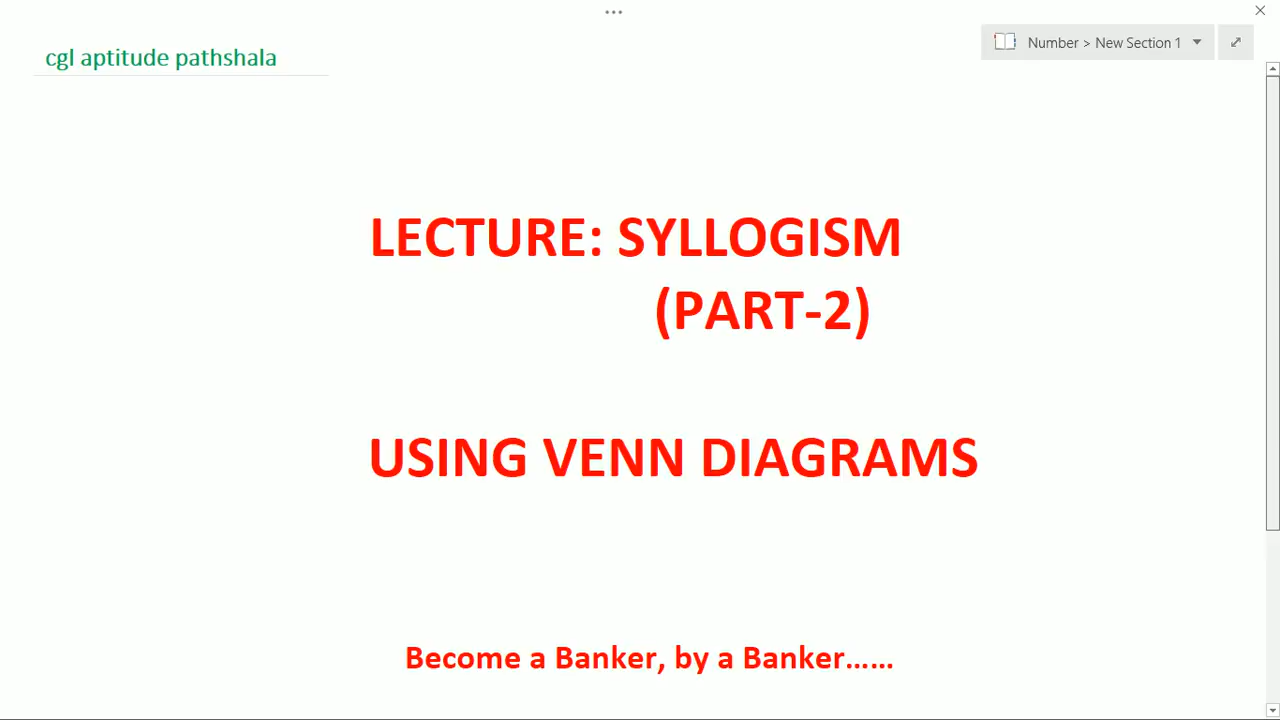 cgl aptitude pathshala
Number > New Section 1
LECTURE: SYLLOGISM
(PART-2)
USING VENN DIAGRAMS
Become a Banker, by a Banker......